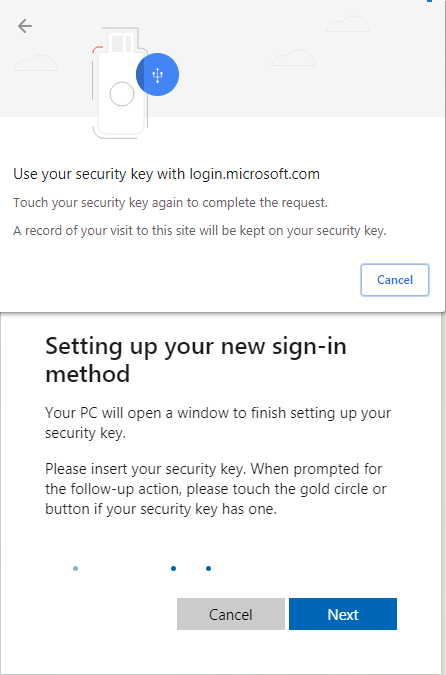 Use your security key with login.microsoft.com
Touch your security key again to complete the request.
A record of your visit to this site will be kept on your security key.
Cancel
Setting up your new sign-in
method
Your PC will open a window to finish setting up your
security key.
Please insert your security key. When prompted for
the follow-up action, please touch the gold circle or
button if your security key has one.
Cancel
Next